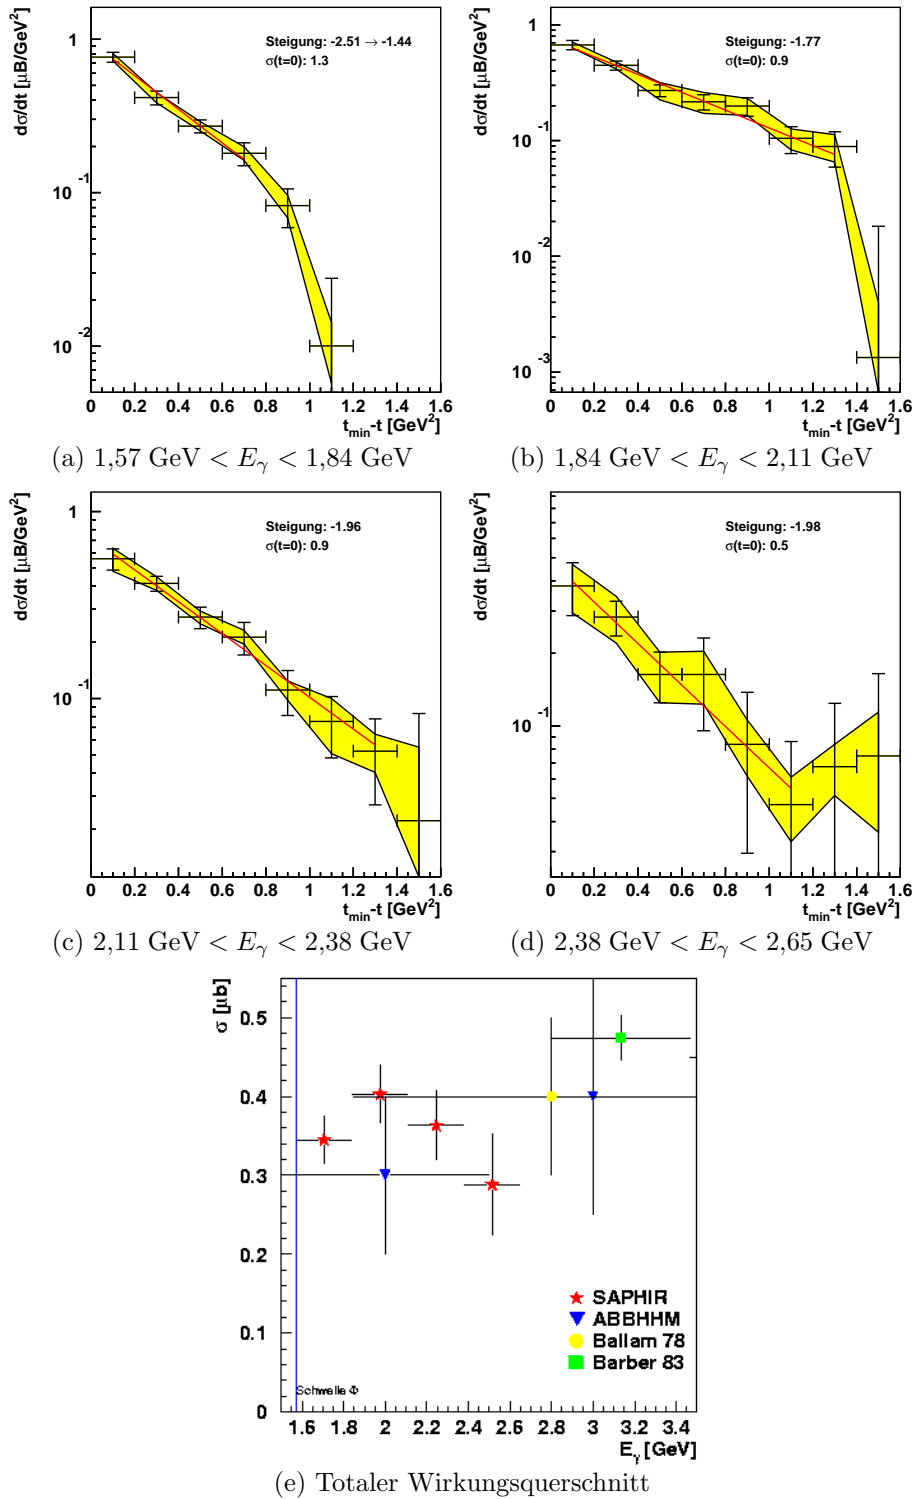 dσ/dt [μB/GeV²]
Steigung: -2.51 → -1.44
σ(t=0): 1.3
1
10⁻¹
10⁻²
0 0.2 0.4 0.6 0.8 1 1.2 1.4 1.6
t_min-t [GeV²]
(a) 1,57 GeV < E_γ < 1,84 GeV
dσ/dt [μB/GeV²]
Steigung: -1.77
σ(t=0): 0.9
1
10⁻¹
10⁻²
10⁻³
0 0.2 0.4 0.6 0.8 1 1.2 1.4 1.6
t_min-t [GeV²]
(b) 1,84 GeV < E_γ < 2,11 GeV
dσ/dt [μB/GeV²]
Steigung: -1.96
σ(t=0): 0.9
1
10⁻¹
0 0.2 0.4 0.6 0.8 1 1.2 1.4 1.6
t_min-t [GeV²]
(c) 2,11 GeV < E_γ < 2,38 GeV
dσ/dt [μB/GeV²]
Steigung: -1.98
σ(t=0): 0.5
10⁻¹
0 0.2 0.4 0.6 0.8 1 1.2 1.4 1.6
t_min-t [GeV²]
(d) 2,38 GeV < E_γ < 2,65 GeV
σ [μb]
0.5
0.4
0.3
0.2
0.1
0
SAPHIR
ABBHHM
Ballam 78
Barber 83
Schwelle Φ
1.6 1.8 2 2.2 2.4 2.6 2.8 3 3.2 3.4
E_γ [GeV]
(e) Totaler Wirkungsquerschnitt